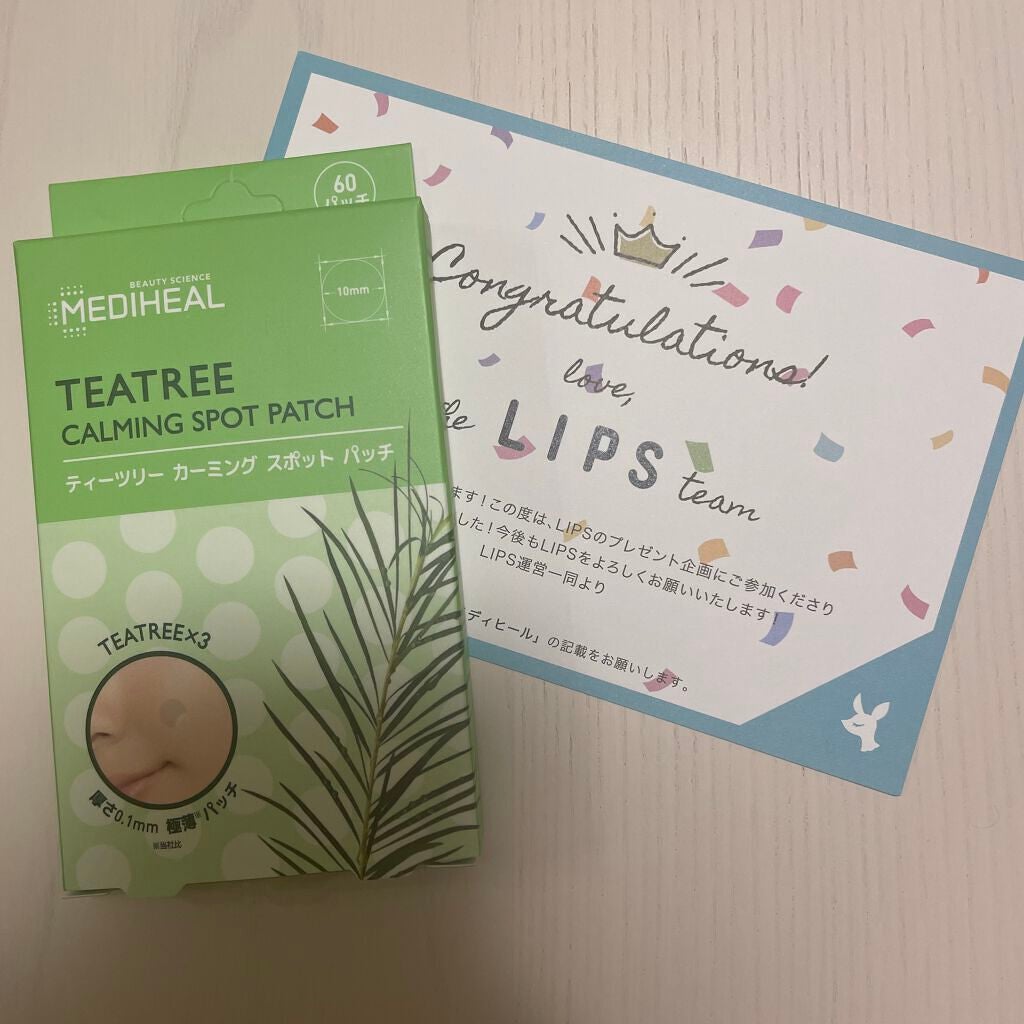 60
パッチ
BEAUTY SCIENCE
MEDIHEAL
10mm
TEATREE
CALMING SPOT PATCH
ティーツリー カーミング スポット パッチ
TEATREE×3
厚さ0.1mm 極薄※パッチ
※当社比
Congratulations!
love,
the LIPS team
ます!この度は、LIPSのプレゼント企画にご参加くださり
した!今後もLIPSをよろしくお願いいたします!
LIPS運営一同より
ディヒール」の記載をお願いします。